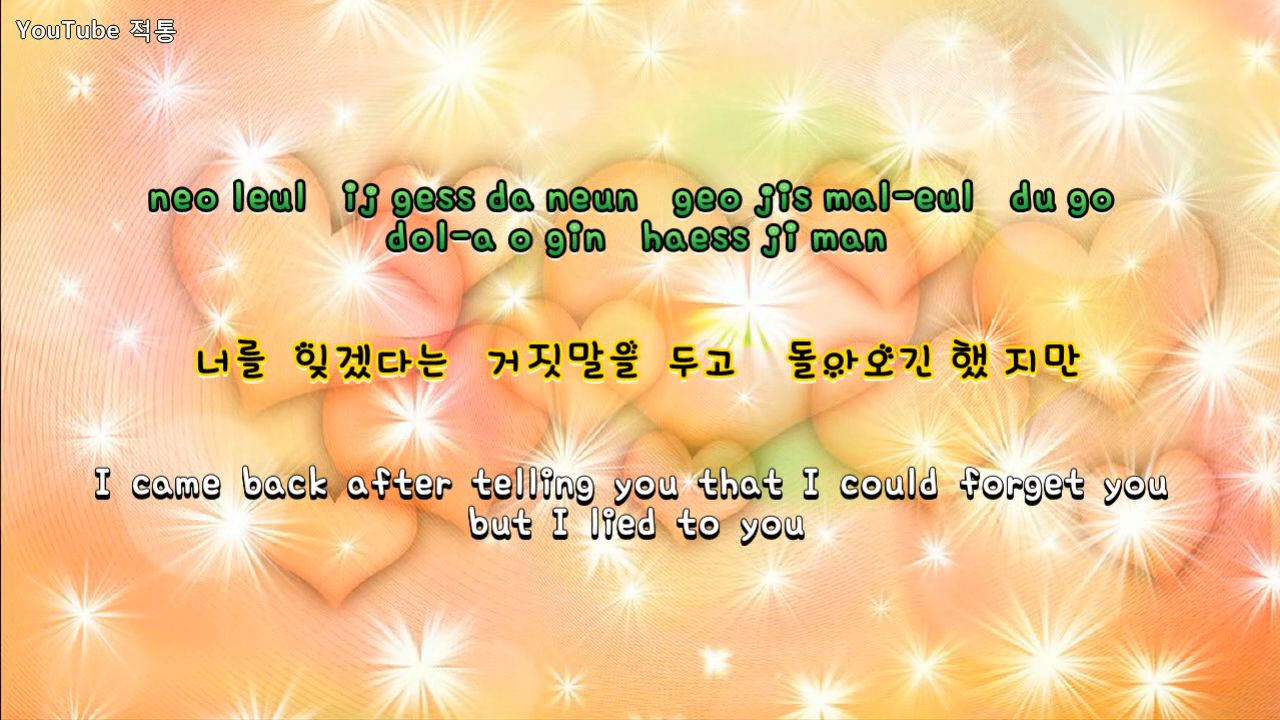 YouTube 적통
neo leul ij gess da neun geo jis mal-eul du go
dol-a o gin haess ji man
너를 잊겠다는 거짓말을 두고 돌아오긴 했 지만
I came back after telling you that I could forget you
but I lied to you